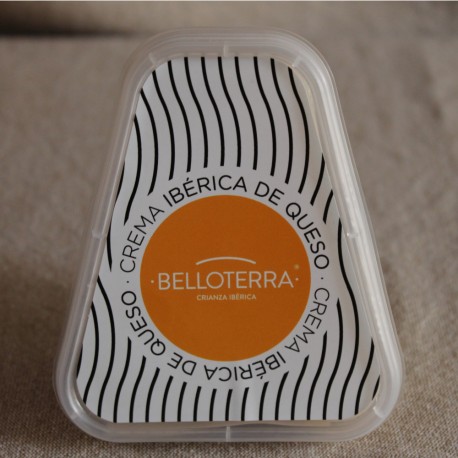 CREMA IBÉRICA DE QUESO · CREMA IBÉRICA DE QUESO ·
· BELLOTERRA® ·
CRIANZA IBÉRICA